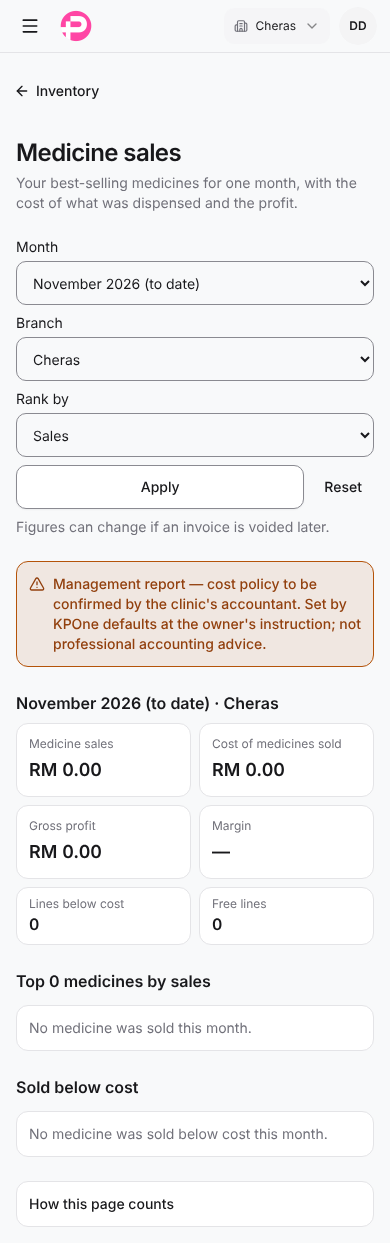 Cheras
DD
Inventory
Medicine sales
Your best-selling medicines for one month, with the
cost of what was dispensed and the profit.
Month
November 2026 (to date)
Branch
Cheras
Rank by
Sales
Apply
Reset
Figures can change if an invoice is voided later.
Management report — cost policy to be
confirmed by the clinic's accountant. Set by
KPOne defaults at the owner's instruction; not
professional accounting advice.
November 2026 (to date) · Cheras
Medicine sales
RM 0.00
Cost of medicines sold
RM 0.00
Gross profit
RM 0.00
Margin
—
Lines below cost
0
Free lines
0
Top 0 medicines by sales
No medicine was sold this month.
Sold below cost
No medicine was sold below cost this month.
How this page counts